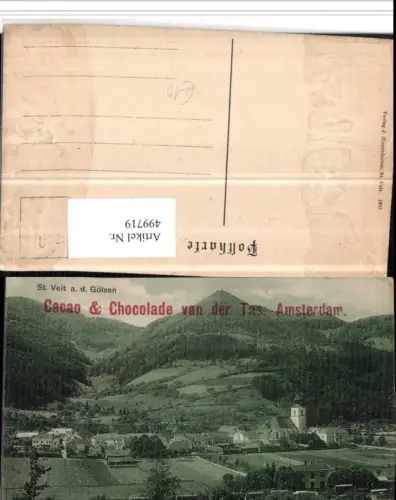 Postkarte
Artikel Nr.
499719
St. Veit a. d. Gölsen
Cacao & Chocolade van der Tas. Amsterdam.